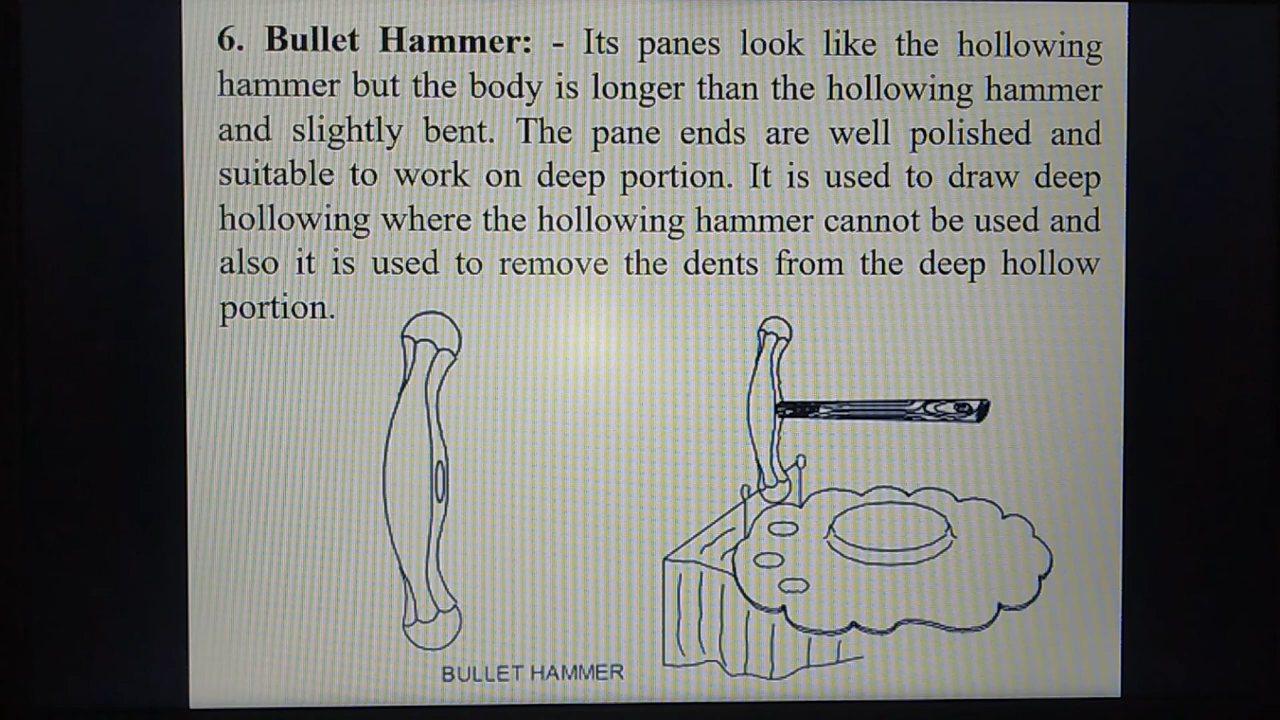 6. Bullet Hammer: - Its panes look like the hollowing
hammer but the body is longer than the hollowing hammer
and slightly bent. The pane ends are well polished and
suitable to work on deep portion. It is used to draw deep
hollowing where the hollowing hammer cannot be used and
also it is used to remove the dents from the deep hollow
portion.
BULLET HAMMER